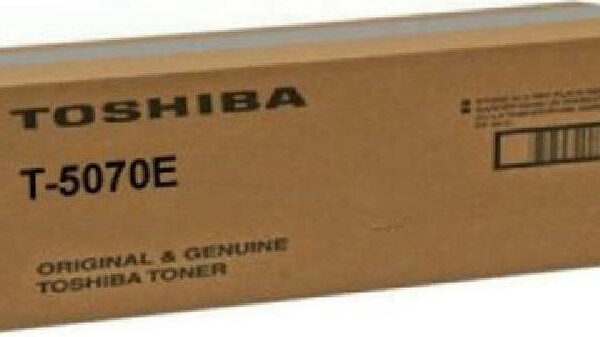 TOSHIBA
T-5070E
ORIGINAL & GENUINE
TOSHIBA TONER